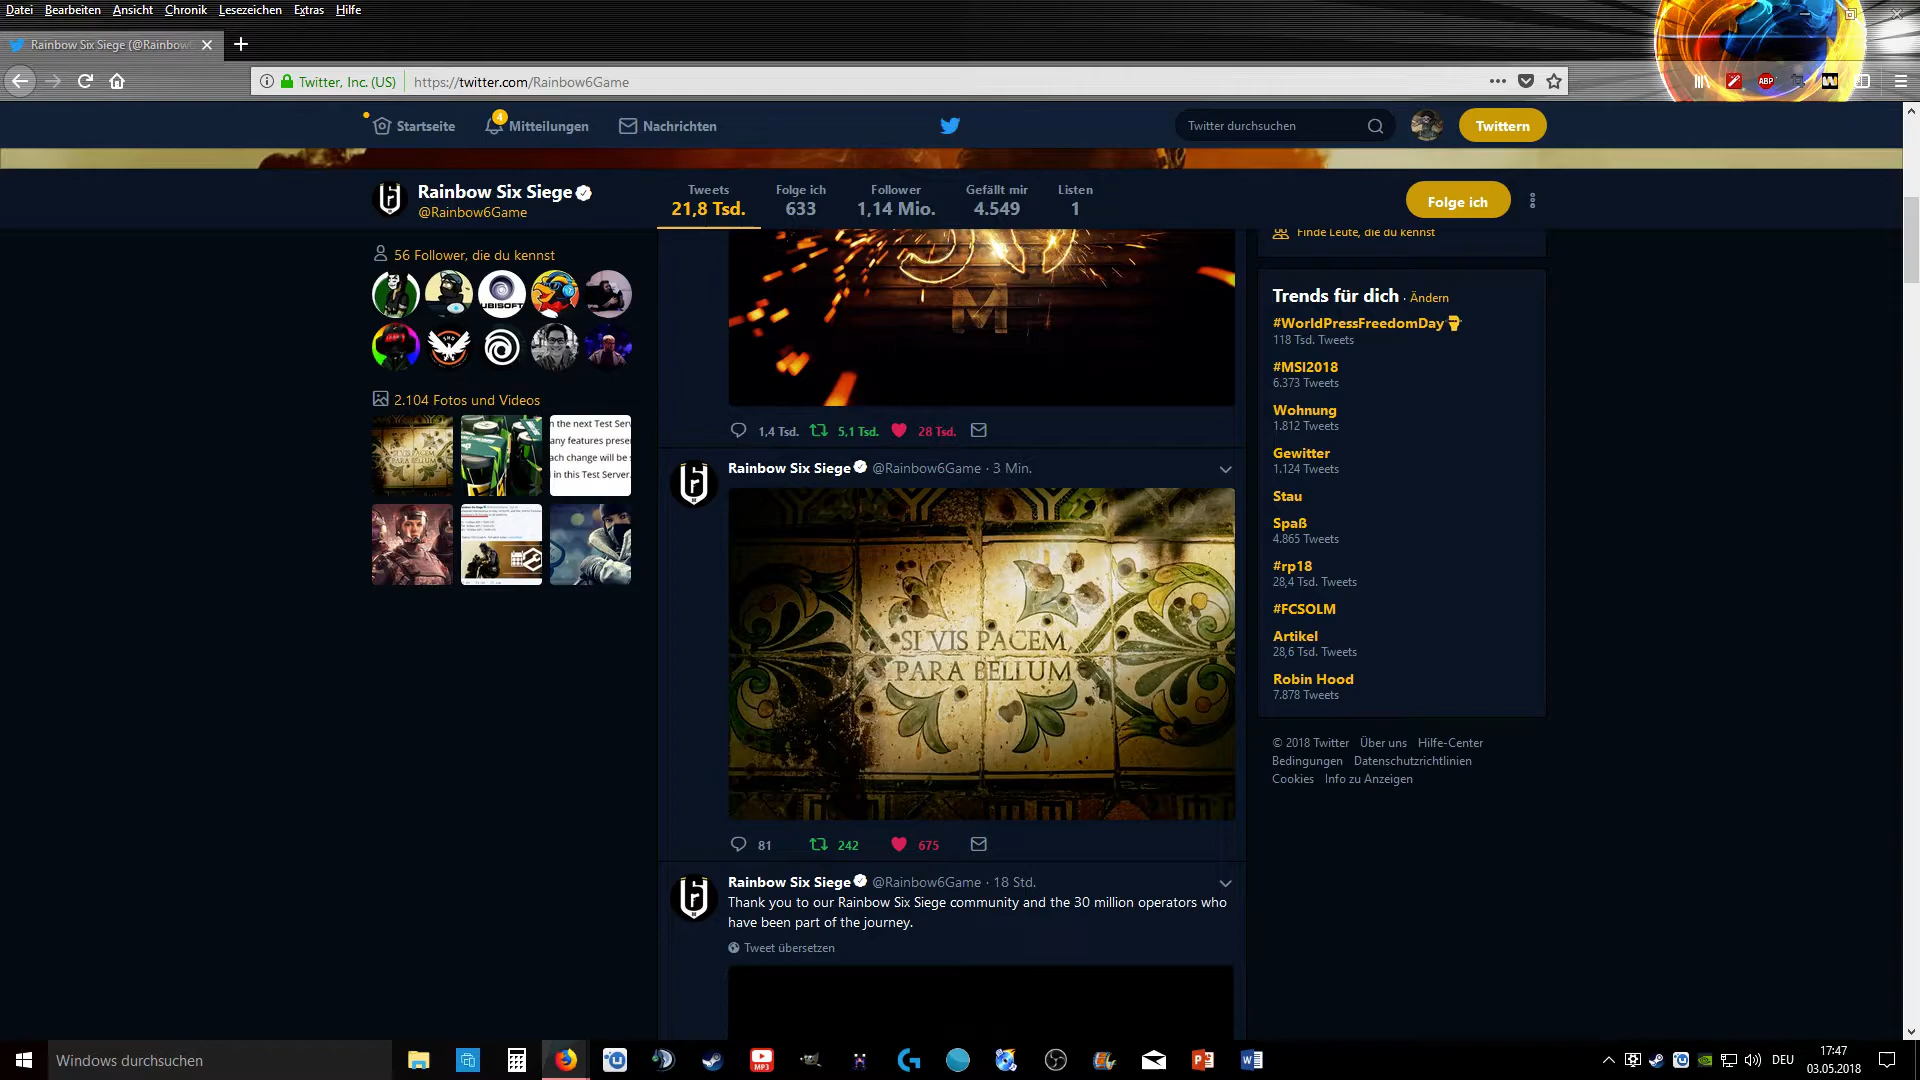 Datei Bearbeiten Ansicht Chronik Lesezeichen Extras Hilfe
Rainbow Six Siege (@Rainbow6
Twitter, Inc. (US) https://twitter.com/Rainbow6Game
ABP
Startseite 4 Mitteilungen Nachrichten Twitter durchsuchen Twittern
Rainbow Six Siege
@Rainbow6Game
Tweets Folge ich Follower Gefällt mir Listen
21,8 Tsd. 633 1,14 Mio. 4.549 1
Folge ich
56 Follower, die du kennst
UBISOFT
2.104 Fotos und Videos
SI VIS PACEM,
PARA BELLUM
n the next Test Serv
any features presen
ach change will be s
in this Test Server.
M
1,4 Tsd. 5,1 Tsd. 28 Tsd.
Rainbow Six Siege @Rainbow6Game · 3 Min.
SI VIS PACEM,
PARA BELLUM
81 242 675
Rainbow Six Siege @Rainbow6Game · 18 Std.
Thank you to our Rainbow Six Siege community and the 30 million operators who
have been part of the journey.
Tweet übersetzen
Finde Leute, die du kennst
Trends für dich · Ändern
#WorldPressFreedomDay
118 Tsd. Tweets
#MSI2018
6.373 Tweets
Wohnung
1.812 Tweets
Gewitter
1.124 Tweets
Stau
Spaß
4.865 Tweets
#rp18
28,4 Tsd. Tweets
#FCSOLM
Artikel
28,6 Tsd. Tweets
Robin Hood
7.878 Tweets
© 2018 Twitter Über uns Hilfe-Center
Bedingungen Datenschutzrichtlinien
Cookies Info zu Anzeigen
Windows durchsuchen
MP3
DEU
17:47
03.05.2018